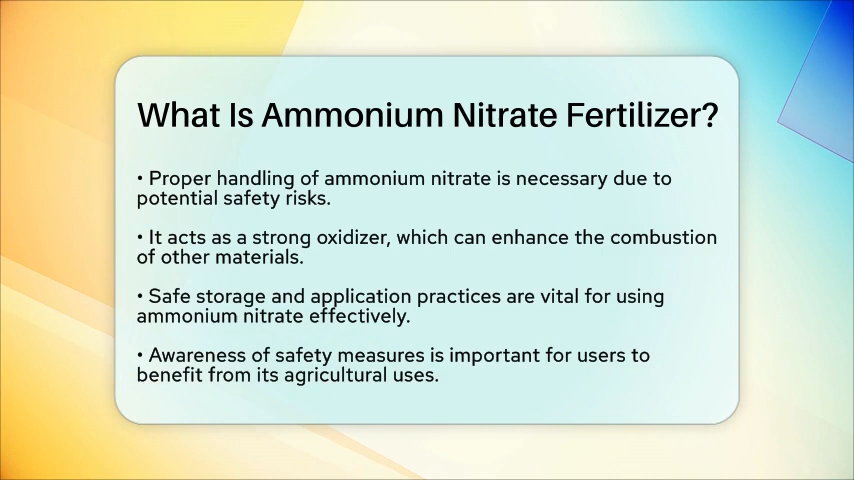 What Is Ammonium Nitrate Fertilizer?
• Proper handling of ammonium nitrate is necessary due to
potential safety risks.
• It acts as a strong oxidizer, which can enhance the combustion
of other materials.
• Safe storage and application practices are vital for using
ammonium nitrate effectively.
• Awareness of safety measures is important for users to
benefit from its agricultural uses.